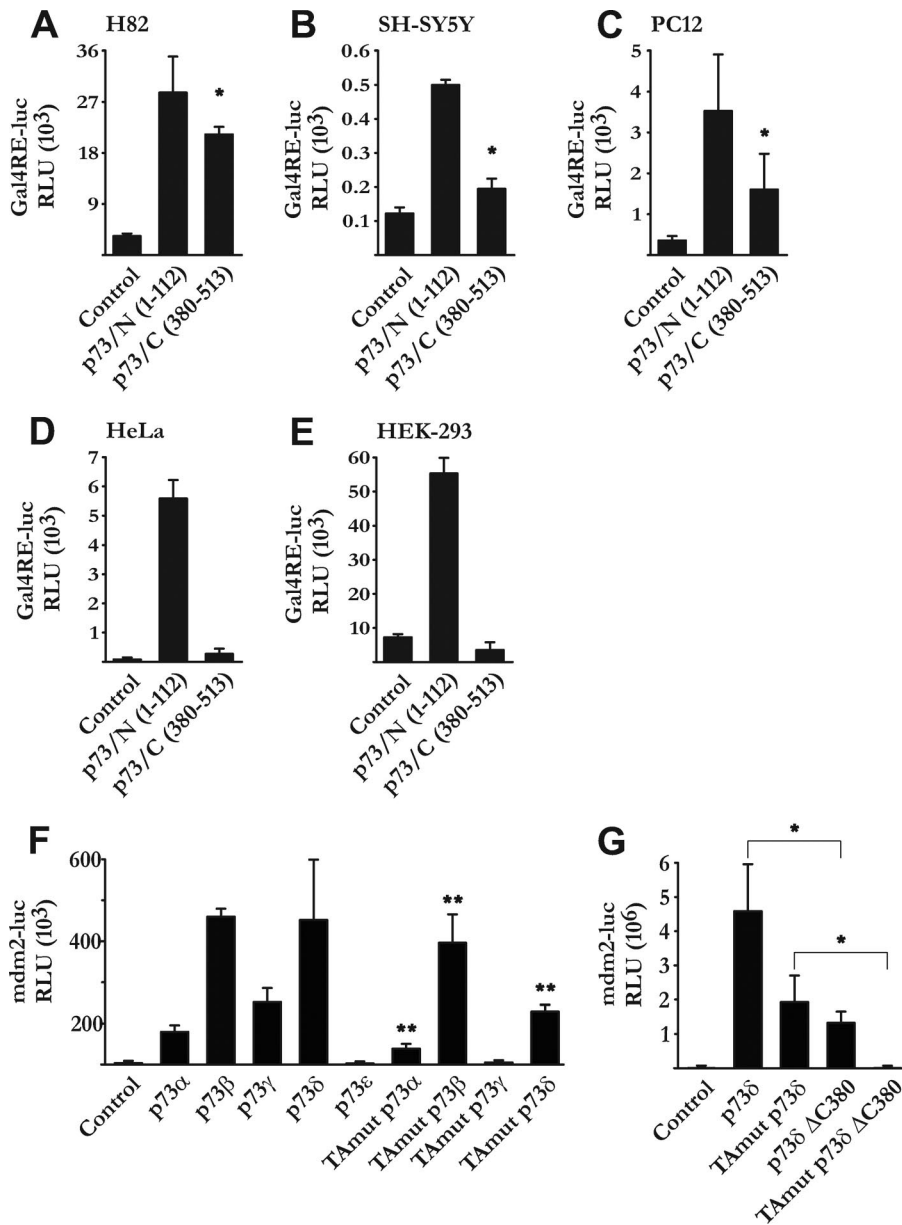 A H82
36
27
18
9
Gal4RE-luc
RLU (10³)
*
Control
p73/N (1-112)
p73/C (380-513)
B SH-SY5Y
0.6
0.5
0.3
0.2
0.1
Gal4RE-luc
RLU (10³)
*
Control
p73/N (1-112)
p73/C (380-513)
C PC12
5
4
3
2
1
Gal4RE-luc
RLU (10³)
*
Control
p73/N (1-112)
p73/C (380-513)
D HeLa
7
6
5
4
3
2
1
Gal4RE-luc
RLU (10³)
Control
p73/N (1-112)
p73/C (380-513)
E HEK-293
60
50
40
30
20
10
Gal4RE-luc
RLU (10³)
Control
p73/N (1-112)
p73/C (380-513)
F
600
400
200
mdm2-luc
RLU (10³)
**
**
**
Control
p73α
p73β
p73γ
p73δ
p73ε
TAmut p73α
TAmut p73β
TAmut p73γ
TAmut p73δ
G
6
5
4
3
2
1
mdm2-luc
RLU (10⁶)
*
*
Control
p73δ
TAmut p73δ
p73δ ΔC380
TAmut p73δ ΔC380